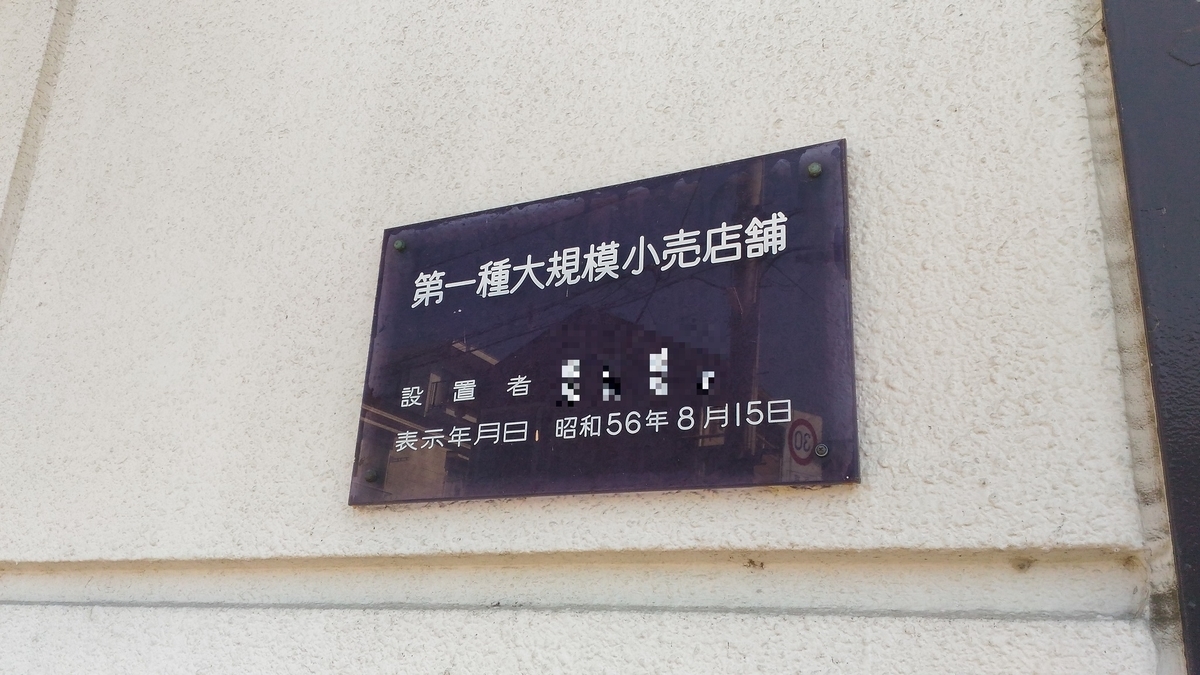 第一種大規模小売店舗
設置者
表示年月日 昭和56年8月15日
30